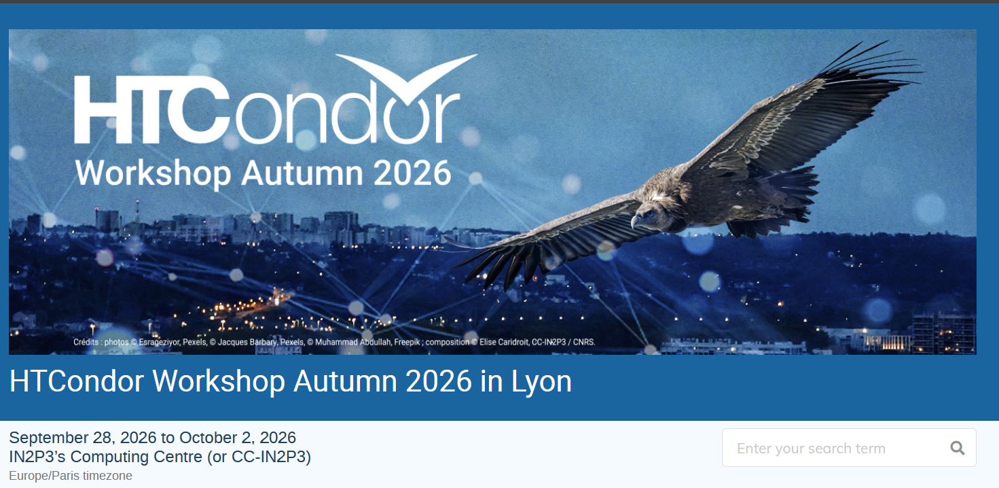 HTCondor
Workshop Autumn 2026
Crédits : photos © Esrageziyor, Pexels, © Jacques Barbary, Pexels, © Muhammad Abdullah, Freepik ; composition © Elise Caridroit, CC-IN2P3 / CNRS.
HTCondor Workshop Autumn 2026 in Lyon
September 28, 2026 to October 2, 2026
IN2P3’s Computing Centre (or CC-IN2P3)
Enter your search term
Europe/Paris timezone